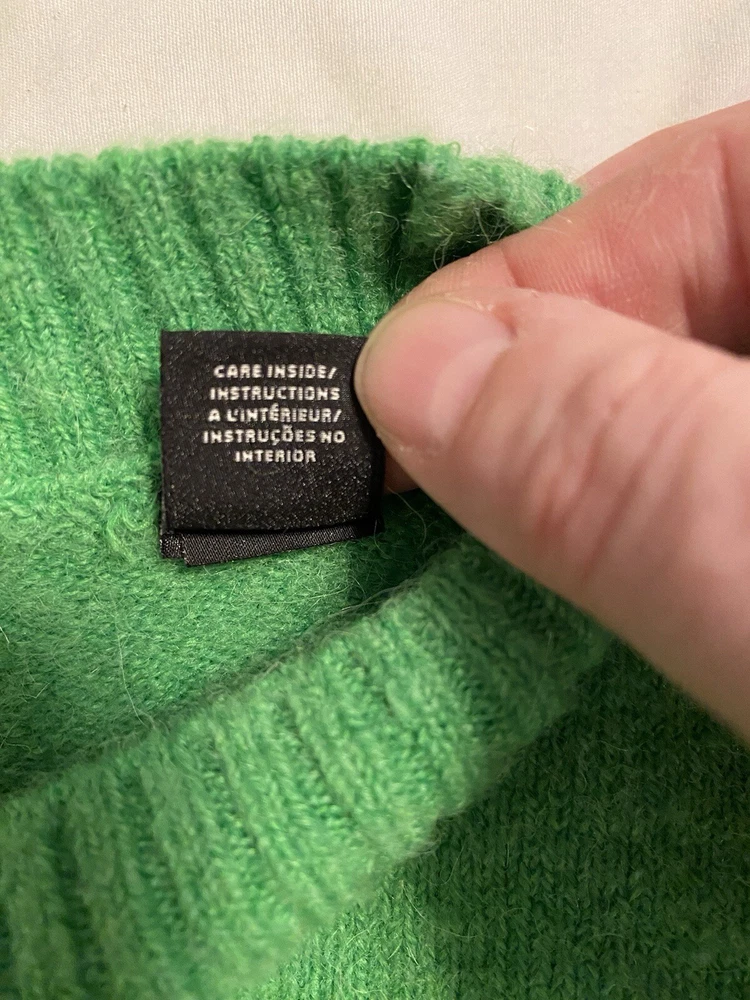 CARE INSIDE/
INSTRUCTIONS
A L'INTÉRIEUR/
INSTRUÇÕES NO
INTERIOR